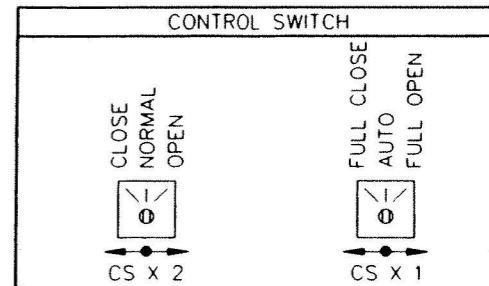 CONTROL SWITCH
CLOSE
NORMAL
OPEN
CS X 2
FULL CLOSE
AUTO
FULL OPEN
CS X 1